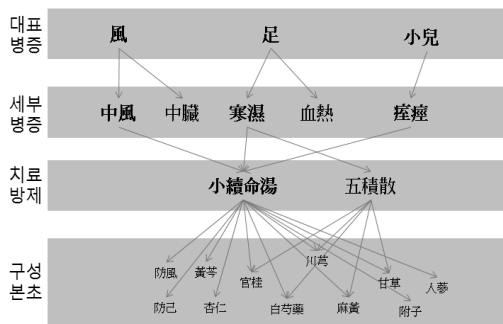 대표
병증
風 足 小兒
세부
병증
中風 中臟 寒濕 血熱 痓痙
치료
방제
小續命湯 五積散
구성
본초
防風 黃芩 官桂 川芎 甘草 人蔘
防己 杏仁 白芍藥 麻黃 附子